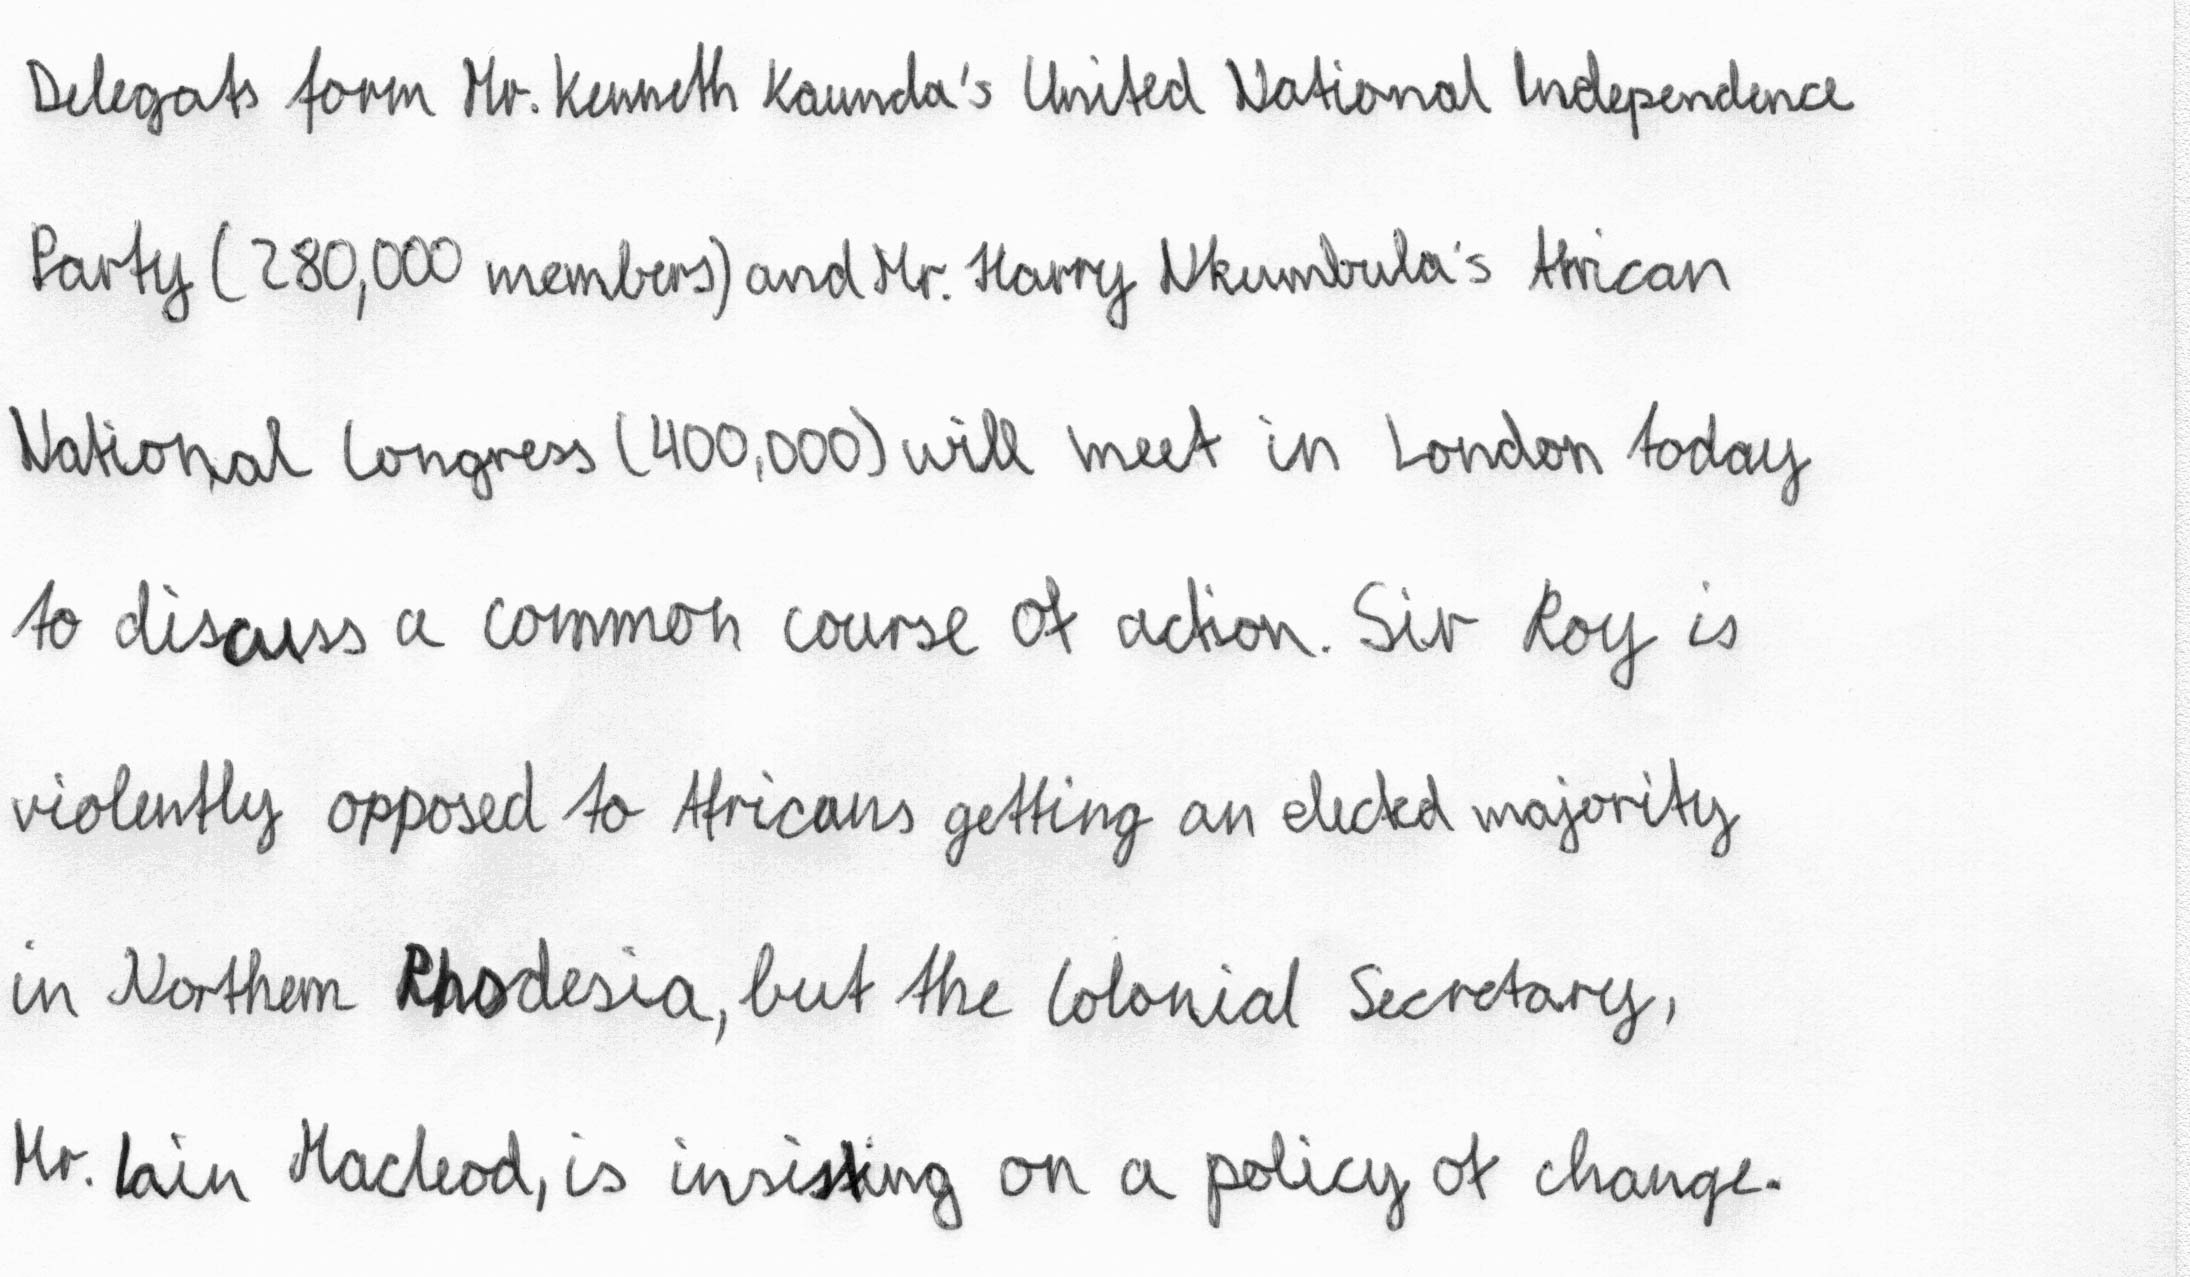 Delegats form Mr. Kenneth Kaunda's United National Independence
Party (280,000 members) and Mr. Harry Nkumbula's African
National Congress (400,000) will meet in London today
to discuss a common course of action. Sir Roy is
violently opposed to Africans getting an elected majority
in Northern Rhodesia, but the Colonial Secretary,
Mr. Iain Macleod, is insisting on a policy of change.